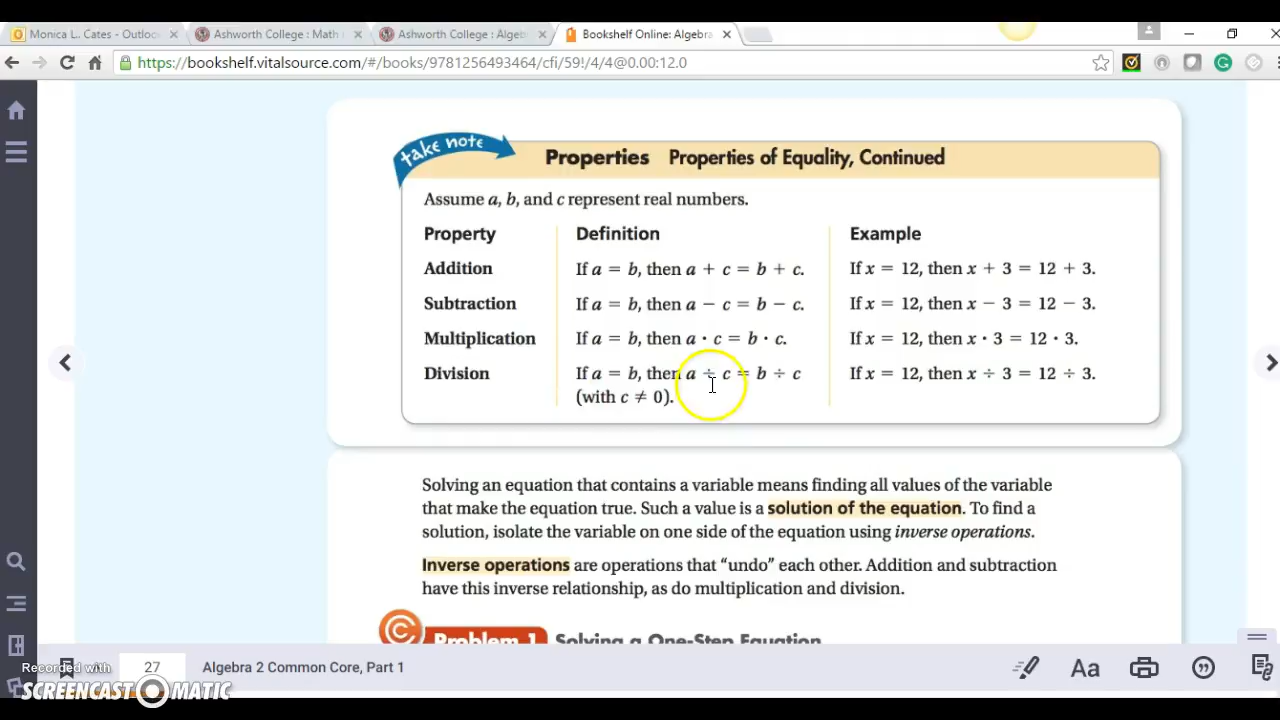 Monica L. Cates - Outloo
Ashworth College : Math
Ashworth College : Algeb
Bookshelf Online: Algebra
https://bookshelf.vitalsource.com/#/books/9781256493464/cfi/59!/4/4@0.00:12.0
take note
Properties Properties of Equality, Continued
Assume a, b, and c represent real numbers.
Property Definition Example
Addition If a = b, then a + c = b + c. If x = 12, then x + 3 = 12 + 3.
Subtraction If a = b, then a − c = b − c. If x = 12, then x − 3 = 12 − 3.
Multiplication If a = b, then a · c = b · c. If x = 12, then x · 3 = 12 · 3.
Division If a = b, then a ÷ c = b ÷ c If x = 12, then x ÷ 3 = 12 ÷ 3.
(with c ≠ 0).
Solving an equation that contains a variable means finding all values of the variable
that make the equation true. Such a value is a solution of the equation. To find a
solution, isolate the variable on one side of the equation using inverse operations.
Inverse operations are operations that “undo” each other. Addition and subtraction
have this inverse relationship, as do multiplication and division.
C Problem 1 Solving a One-Step Equation
27 Algebra 2 Common Core, Part 1
Aa
Recorded with
SCREENCAST O MATIC